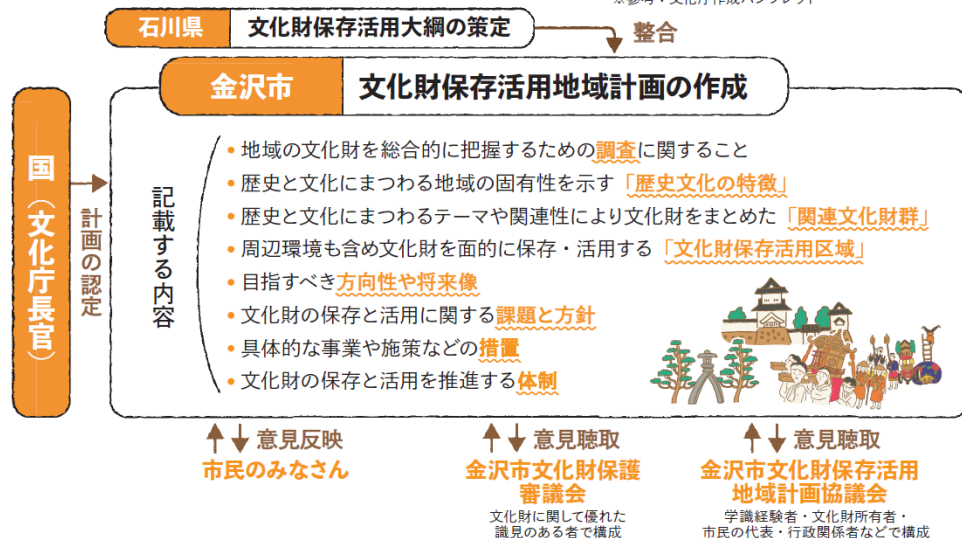 ※参考・文化庁作成パンフレット
石川県 文化財保存活用大綱の策定
整合
金沢市 文化財保存活用地域計画の作成
国（文化庁長官）
計画の認定
記載する内容
• 地域の文化財を総合的に把握するための調査に関すること
• 歴史と文化にまつわる地域の固有性を示す「歴史文化の特徴」
• 歴史と文化にまつわるテーマや関連性により文化財をまとめた「関連文化財群」
• 周辺環境も含め文化財を面的に保存・活用する「文化財保存活用区域」
• 目指すべき方向性や将来像
• 文化財の保存と活用に関する課題と方針
• 具体的な事業や施策などの措置
• 文化財の保存と活用を推進する体制
意見反映
市民のみなさん
意見聴取
金沢市文化財保護
審議会
文化財に関して優れた
識見のある者で構成
意見聴取
金沢市文化財保存活用
地域計画協議会
学識経験者・文化財所有者・
市民の代表・行政関係者などで構成